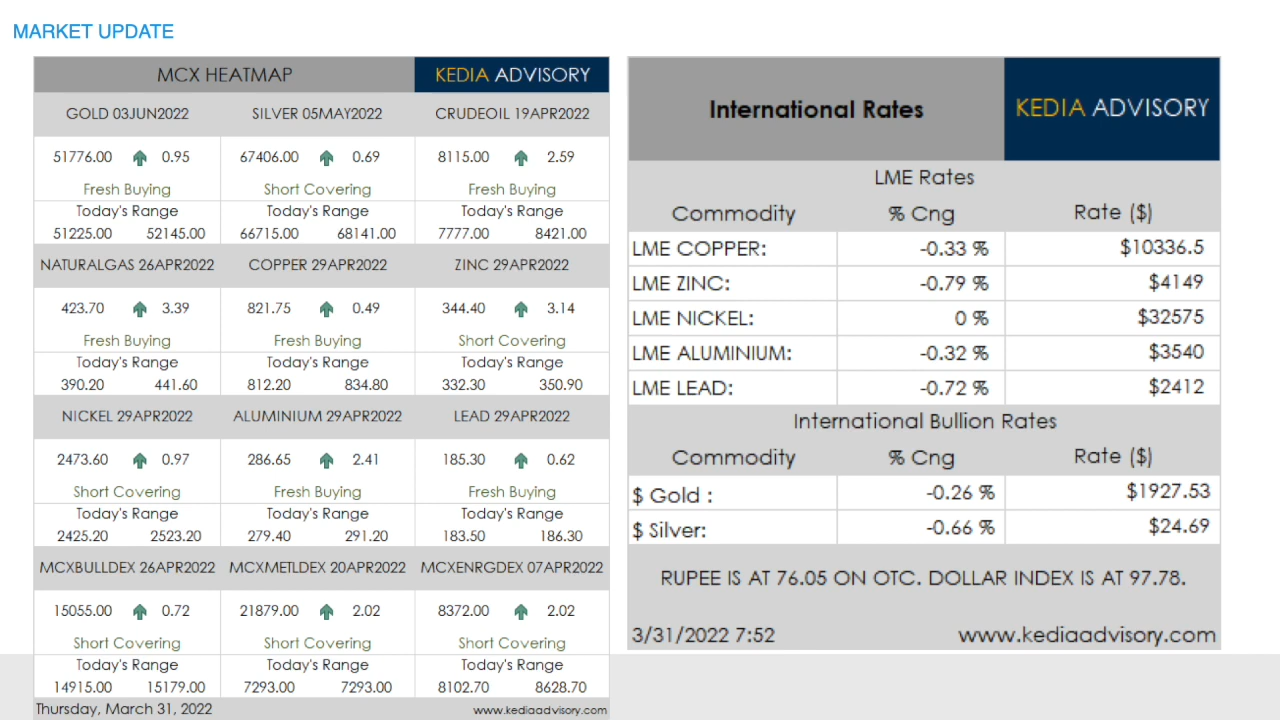 MARKET UPDATE
MCX HEATMAP KEDIA ADVISORY
GOLD 03JUN2022 SILVER 05MAY2022 CRUDEOIL 19APR2022
51776.00 0.95 67406.00 0.69 8115.00 2.59
Fresh Buying Short Covering Fresh Buying
Today's Range Today's Range Today's Range
51225.00 52145.00 66715.00 68141.00 7777.00 8421.00
NATURALGAS 26APR2022 COPPER 29APR2022 ZINC 29APR2022
423.70 3.39 821.75 0.49 344.40 3.14
Fresh Buying Fresh Buying Short Covering
Today's Range Today's Range Today's Range
390.20 441.60 812.20 834.80 332.30 350.90
NICKEL 29APR2022 ALUMINIUM 29APR2022 LEAD 29APR2022
2473.60 0.97 286.65 2.41 185.30 0.62
Short Covering Fresh Buying Fresh Buying
Today's Range Today's Range Today's Range
2425.20 2523.20 279.40 291.20 183.50 186.30
MCXBULLDEX 26APR2022 MCXMETLDEX 20APR2022 MCXENRGDEX 07APR2022
15055.00 0.72 21879.00 2.02 8372.00 2.02
Short Covering Short Covering Short Covering
Today's Range Today's Range Today's Range
14915.00 15179.00 7293.00 7293.00 8102.70 8628.70
Thursday, March 31, 2022 www.kediaadvisory.com
International Rates KEDIA ADVISORY
LME Rates
Commodity % Cng Rate ($)
LME COPPER: -0.33 % $10336.5
LME ZINC: -0.79 % $4149
LME NICKEL: 0 % $32575
LME ALUMINIUM: -0.32 % $3540
LME LEAD: -0.72 % $2412
International Bullion Rates
Commodity % Cng Rate ($)
$ Gold : -0.26 % $1927.53
$ Silver: -0.66 % $24.69
RUPEE IS AT 76.05 ON OTC. DOLLAR INDEX IS AT 97.78.
3/31/2022 7:52 www.kediaadvisory.com